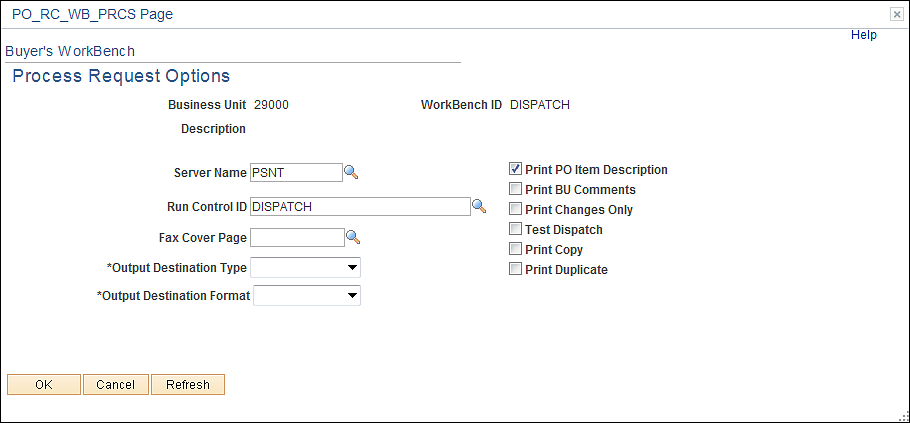 PO_RC_WB_PRCS Page
Help
Buyer's WorkBench
Process Request Options
Business Unit 29000 WorkBench ID DISPATCH
Description
Server Name PSNT
Run Control ID DISPATCH
Fax Cover Page
*Output Destination Type
*Output Destination Format
Print PO Item Description
Print BU Comments
Print Changes Only
Test Dispatch
Print Copy
Print Duplicate
OK Cancel Refresh